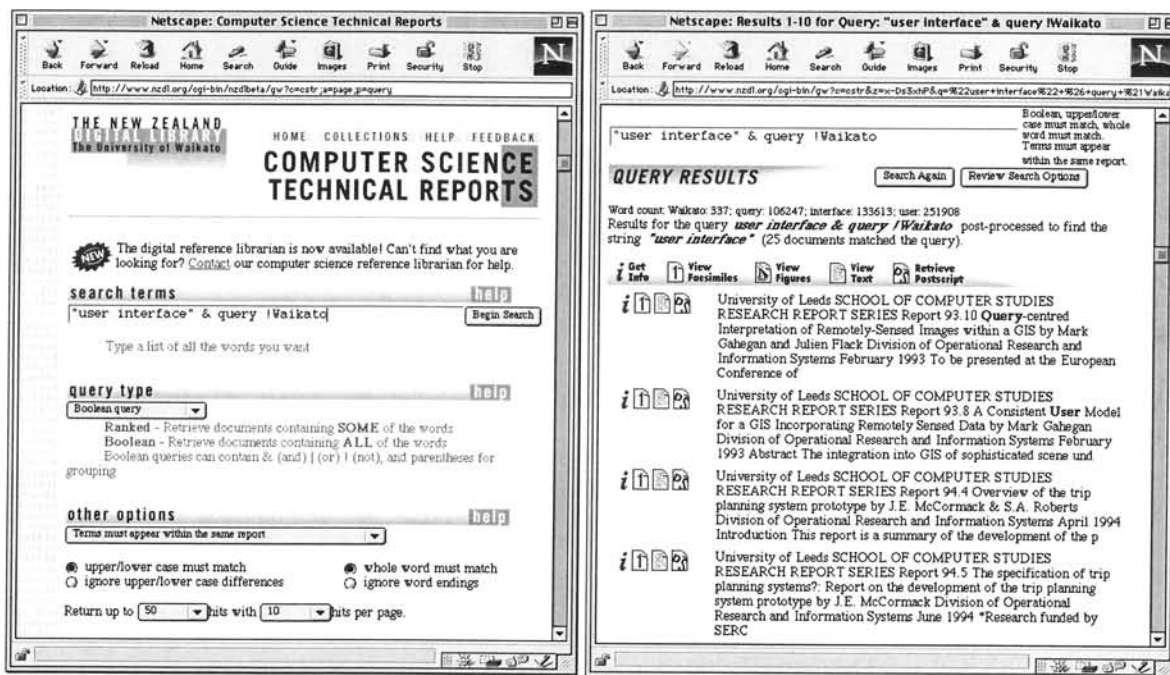 Netscape: Computer Science Technical Reports
Back Forward Reload Home Search Guide Images Print Security Stop
N
Location: http://www.nzdl.org/cgi-bin/nzdlbeta/gw?c=cstr;a=page;p=query
THE NEW ZEALAND
DIGITAL LIBRARY
The University of Waikato
HOME COLLECTIONS HELP FEEDBACK
COMPUTER SCIENCE
TECHNICAL REPORTS
NEW
The digital reference librarian is now available! Can't find what you are
looking for? Contact our computer science reference librarian for help.
search terms help
"user interface" & query !Waikato Begin Search
Type a list of all the words you want
query type help
Boolean query
Ranked - Retrieve documents containing SOME of the words
Boolean - Retrieve documents containing ALL of the words
Boolean queries can contain & (and) | (or) ! (not), and parentheses for
grouping
other options help
Terms must appear within the same report
upper/lower case must match whole word must match
ignore upper/lower case differences ignore word endings
Return up to 50 hits with 10 hits per page.
Netscape: Results 1-10 for Query: "user interface" & query !Waikato
Back Forward Reload Home Search Guide Images Print Security Stop
N
Location: http://www.nzdl.org/cgi-bin/gw?c=cstr&z=x-Ds3xhP&q=%22user+interface%22+%26+query+%21Waika
"user interface" & query !Waikato
Boolean, upper/lower
case must match, whole
word must match.
Terms must appear
within the same report.
QUERY RESULTS Search Again Review Search Options
Word count: Waikato: 337; query: 106247; interface: 133613; user: 251908
Results for the query user interface & query !Waikato post-processed to find the
string "user interface" (25 documents matched the query).
i Get Info View Facsimiles View Figures View Text Retrieve Postscript
i University of Leeds SCHOOL OF COMPUTER STUDIES
RESEARCH REPORT SERIES Report 93.10 Query-centred
Interpretation of Remotely-Sensed Images within a GIS by Mark
Gahegan and Julien Flack Division of Operational Research and
Information Systems February 1993 To be presented at the European
Conference of
i University of Leeds SCHOOL OF COMPUTER STUDIES
RESEARCH REPORT SERIES Report 93.8 A Consistent User Model
for a GIS Incorporating Remotely Sensed Data by Mark Gahegan
Division of Operational Research and Information Systems February
1993 Abstract The integration into GIS of sophisticated scene und
i University of Leeds SCHOOL OF COMPUTER STUDIES
RESEARCH REPORT SERIES Report 94.4 Overview of the trip
planning system prototype by J.E. McCormack & S.A. Roberts
Division of Operational Research and Information Systems April 1994
Introduction This report is a summary of the development of the p
i University of Leeds SCHOOL OF COMPUTER STUDIES
RESEARCH REPORT SERIES Report 94.5 The specification of trip
planning systems?: Report on the development of the trip planning
system prototype by J.E. McCormack Division of Operational
Research and Information Systems June 1994 *Research funded by
SERC